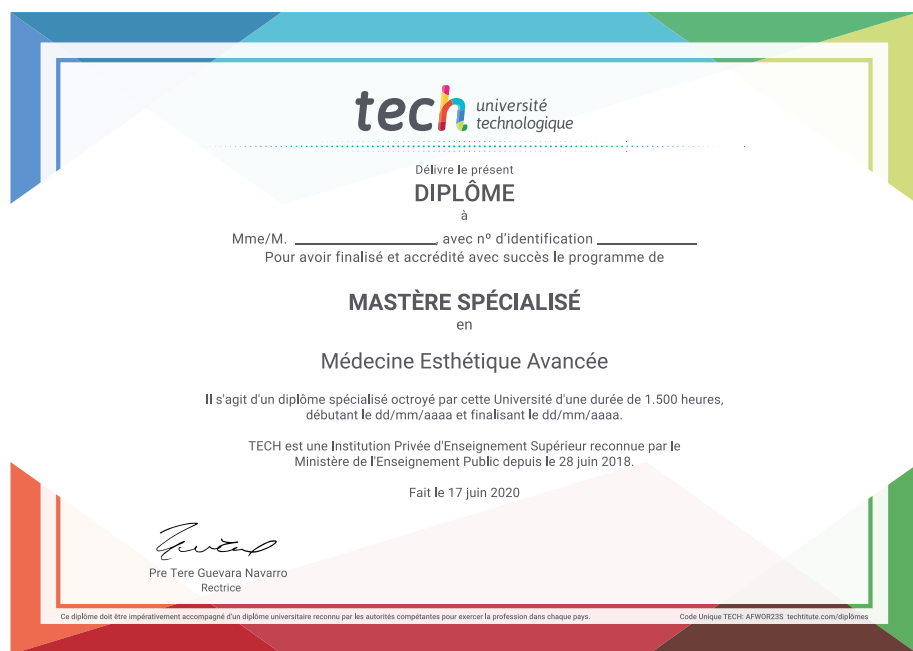 tech université
technologique
Délivre le présent
DIPLÔME
à
Mme/M. ____________, avec nº d'identification ____________
Pour avoir finalisé et accrédité avec succès le programme de
MASTÈRE SPÉCIALISÉ
en
Médecine Esthétique Avancée
Il s'agit d'un diplôme spécialisé octroyé par cette Université d'une durée de 1.500 heures,
débutant le dd/mm/aaaa et finalisant le dd/mm/aaaa.
TECH est une Institution Privée d'Enseignement Supérieur reconnue par le
Ministère de l'Enseignement Public depuis le 28 juin 2018.
Fait le 17 juin 2020
Pre Tere Guevara Navarro
Rectrice
Ce diplôme doit être impérativement accompagné d'un diplôme universitaire reconnu par les autorités compétentes pour exercer la profession dans chaque pays.
Code Unique TECH: AFWOR23S techtitute.com/diplômes